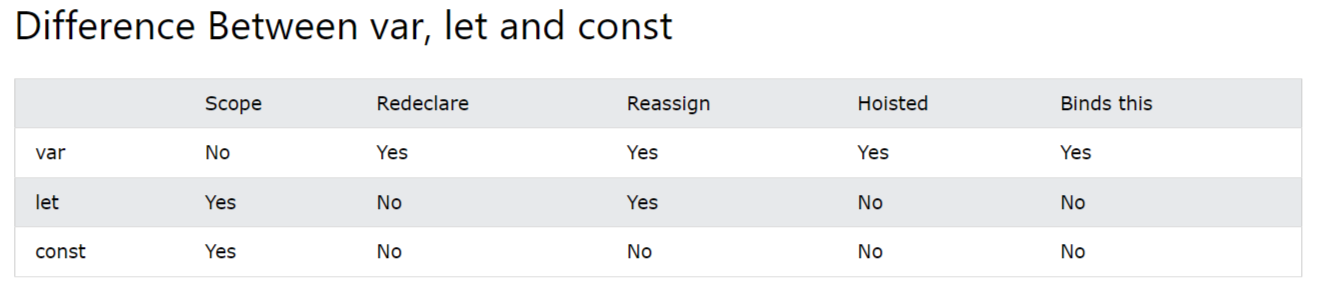 Difference Between var, let and const
Scope Redeclare Reassign Hoisted Binds this
var No Yes Yes Yes Yes
let Yes No Yes No No
const Yes No No No No